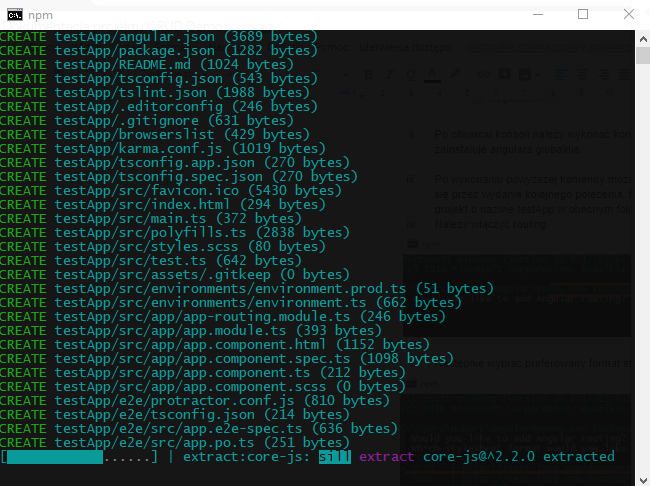 npm
CREATE testApp/angular.json (3689 bytes)
CREATE testApp/package.json (1282 bytes)
CREATE testApp/README.md (1024 bytes)
CREATE testApp/tsconfig.json (543 bytes)
CREATE testApp/tslint.json (1988 bytes)
CREATE testApp/.editorconfig (246 bytes)
CREATE testApp/.gitignore (631 bytes)
CREATE testApp/browserslist (429 bytes)
CREATE testApp/karma.conf.js (1019 bytes)
CREATE testApp/tsconfig.app.json (270 bytes)
CREATE testApp/tsconfig.spec.json (270 bytes)
CREATE testApp/src/favicon.ico (5430 bytes)
CREATE testApp/src/index.html (294 bytes)
CREATE testApp/src/main.ts (372 bytes)
CREATE testApp/src/polyfills.ts (2838 bytes)
CREATE testApp/src/styles.scss (80 bytes)
CREATE testApp/src/test.ts (642 bytes)
CREATE testApp/src/assets/.gitkeep (0 bytes)
CREATE testApp/src/environments/environment.prod.ts (51 bytes)
CREATE testApp/src/environments/environment.ts (662 bytes)
CREATE testApp/src/app/app-routing.module.ts (246 bytes)
CREATE testApp/src/app/app.module.ts (393 bytes)
CREATE testApp/src/app/app.component.html (1152 bytes)
CREATE testApp/src/app/app.component.spec.ts (1098 bytes)
CREATE testApp/src/app/app.component.ts (212 bytes)
CREATE testApp/src/app/app.component.scss (0 bytes)
CREATE testApp/e2e/protractor.conf.js (810 bytes)
CREATE testApp/e2e/tsconfig.json (214 bytes)
CREATE testApp/e2e/src/app.e2e-spec.ts (636 bytes)
CREATE testApp/e2e/src/app.po.ts (251 bytes)
[ ......] | extract:core-js: sill extract core-js@^2.2.0 extracted